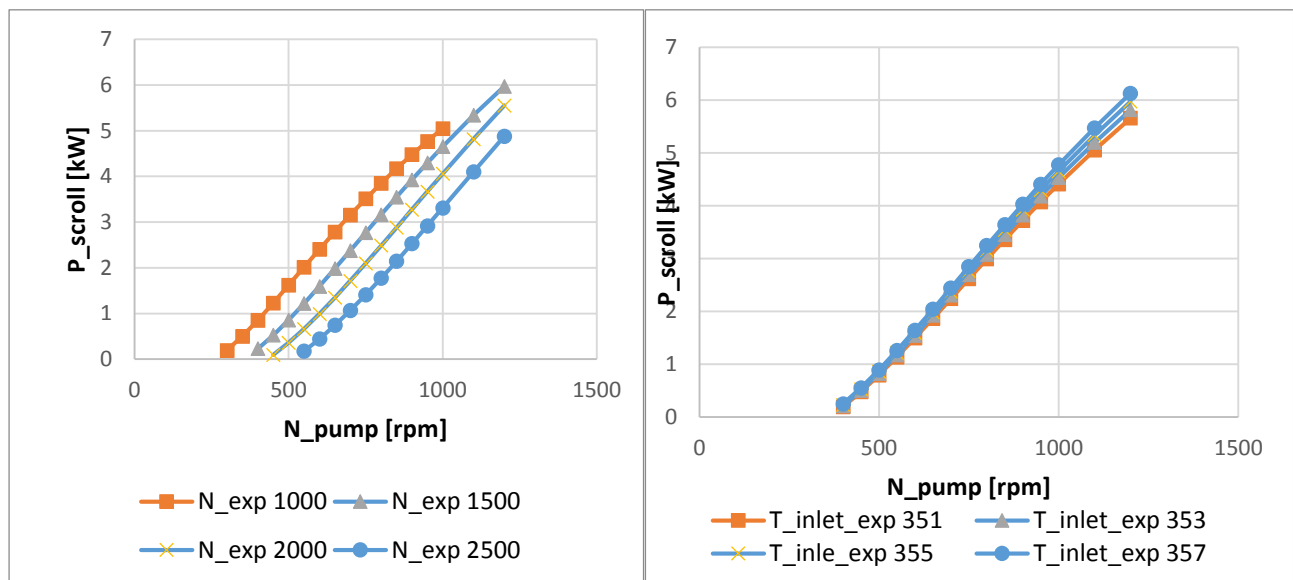 7
6
5
4
3
2
1
0
P_scroll [kW]
0 500 1000 1500
N_pump [rpm]
N_exp 1000 N_exp 1500
N_exp 2000 N_exp 2500
7
6
5
4
3
2
1
0
P_scroll [kW]
0 500 1000 1500
N_pump [rpm]
T_inlet_exp 351 T_inlet_exp 353
T_inle_exp 355 T_inlet_exp 357